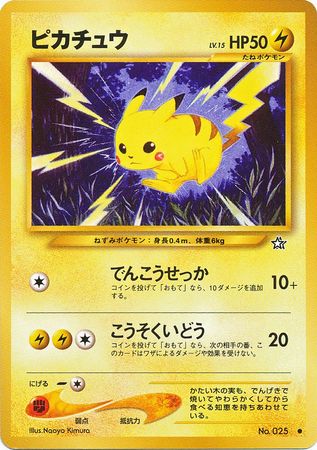 ピカチュウ LV.15 HP50
たねポケモン
ねずみポケモン:身長0.4m、体重6kg
でんこうせっか 10+
コインを投げて「おもて」なら、10ダメージを追加
する。
こうそくいどう 20
コインを投げて「おもて」なら、次の相手の番、こ
のカードはワザによるダメージや効果を受けない。
にげる
弱点 抵抗力
かたい木の実も、でんげきで
焼いてやわらかくしてから
食べる知恵を持ちあわせて
いる。
Illus.Naoyo Kimura
No.025